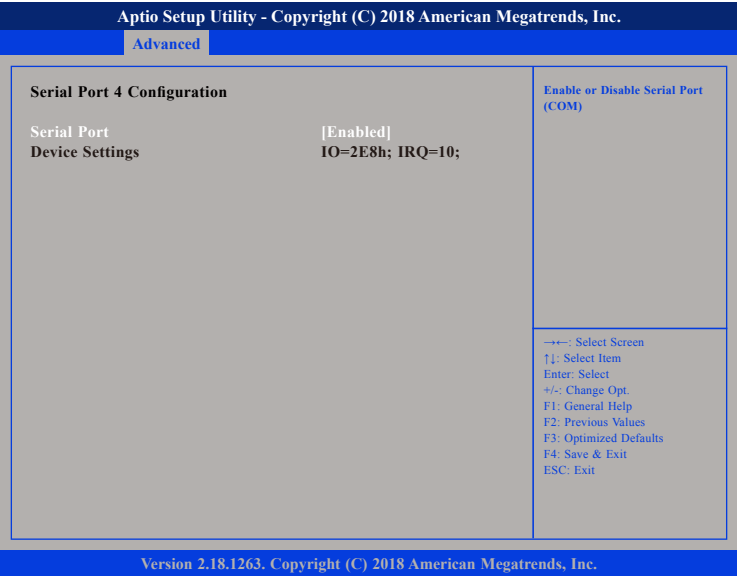 Aptio Setup Utility - Copyright (C) 2018 American Megatrends, Inc.
Advanced
Serial Port 4 Configuration
Serial Port [Enabled]
Device Settings IO=2E8h; IRQ=10;
Enable or Disable Serial Port
(COM)
→←: Select Screen
↑↓: Select Item
Enter: Select
+/-: Change Opt.
F1: General Help
F2: Previous Values
F3: Optimized Defaults
F4: Save & Exit
ESC: Exit
Version 2.18.1263. Copyright (C) 2018 American Megatrends, Inc.